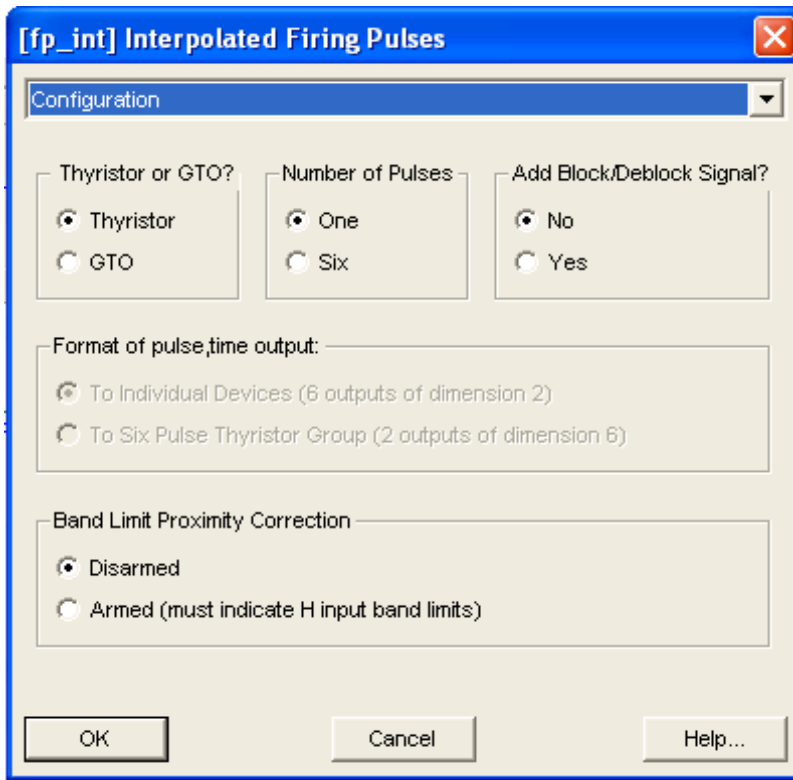 [fp_int] Interpolated Firing Pulses
Configuration
Thyristor or GTO?
Thyristor
GTO
Number of Pulses
One
Six
Add Block/Deblock Signal?
No
Yes
Format of pulse,time output:
To Individual Devices (6 outputs of dimension 2)
To Six Pulse Thyristor Group (2 outputs of dimension 6)
Band Limit Proximity Correction
Disarmed
Armed (must indicate H input band limits)
OK
Cancel
Help...